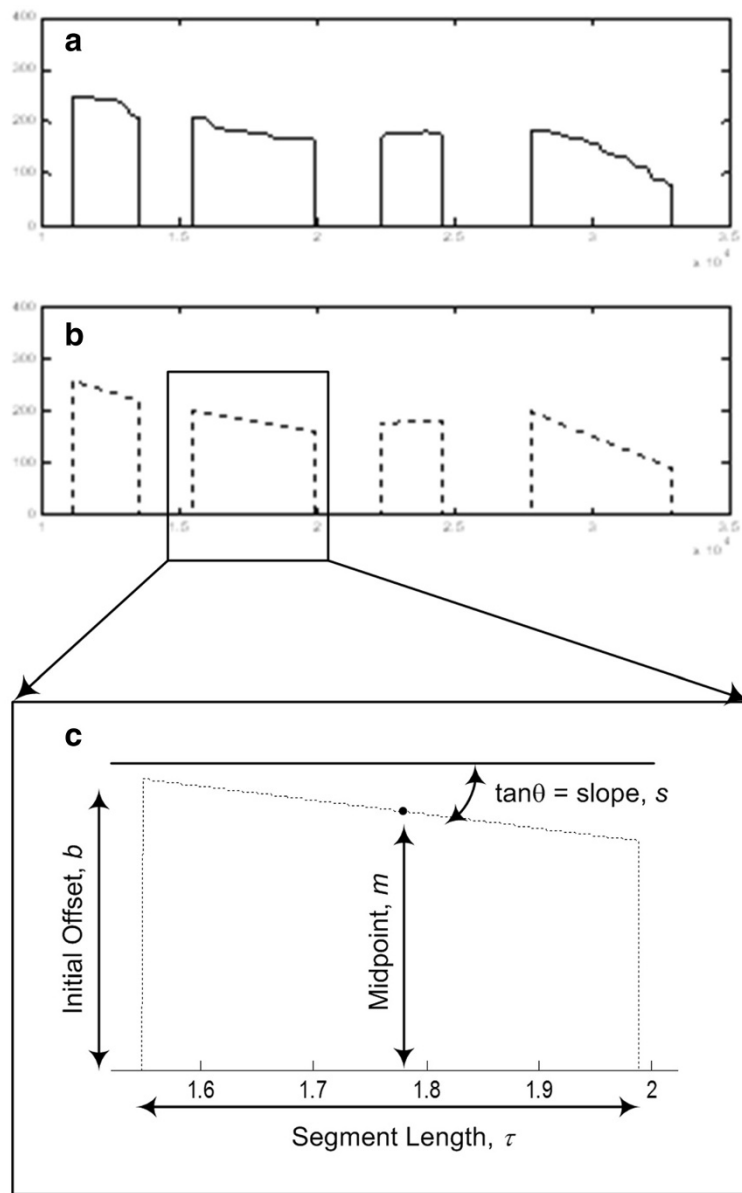 400
a
300
200
100
0
1 1.5 2 2.5 3 3.5
x 10^4
400
b
300
200
100
0
1 1.5 2 2.5 3 3.5
x 10^4
c
tanθ = slope, s
Initial Offset, b
Midpoint, m
1.6 1.7 1.8 1.9 2
Segment Length, τ